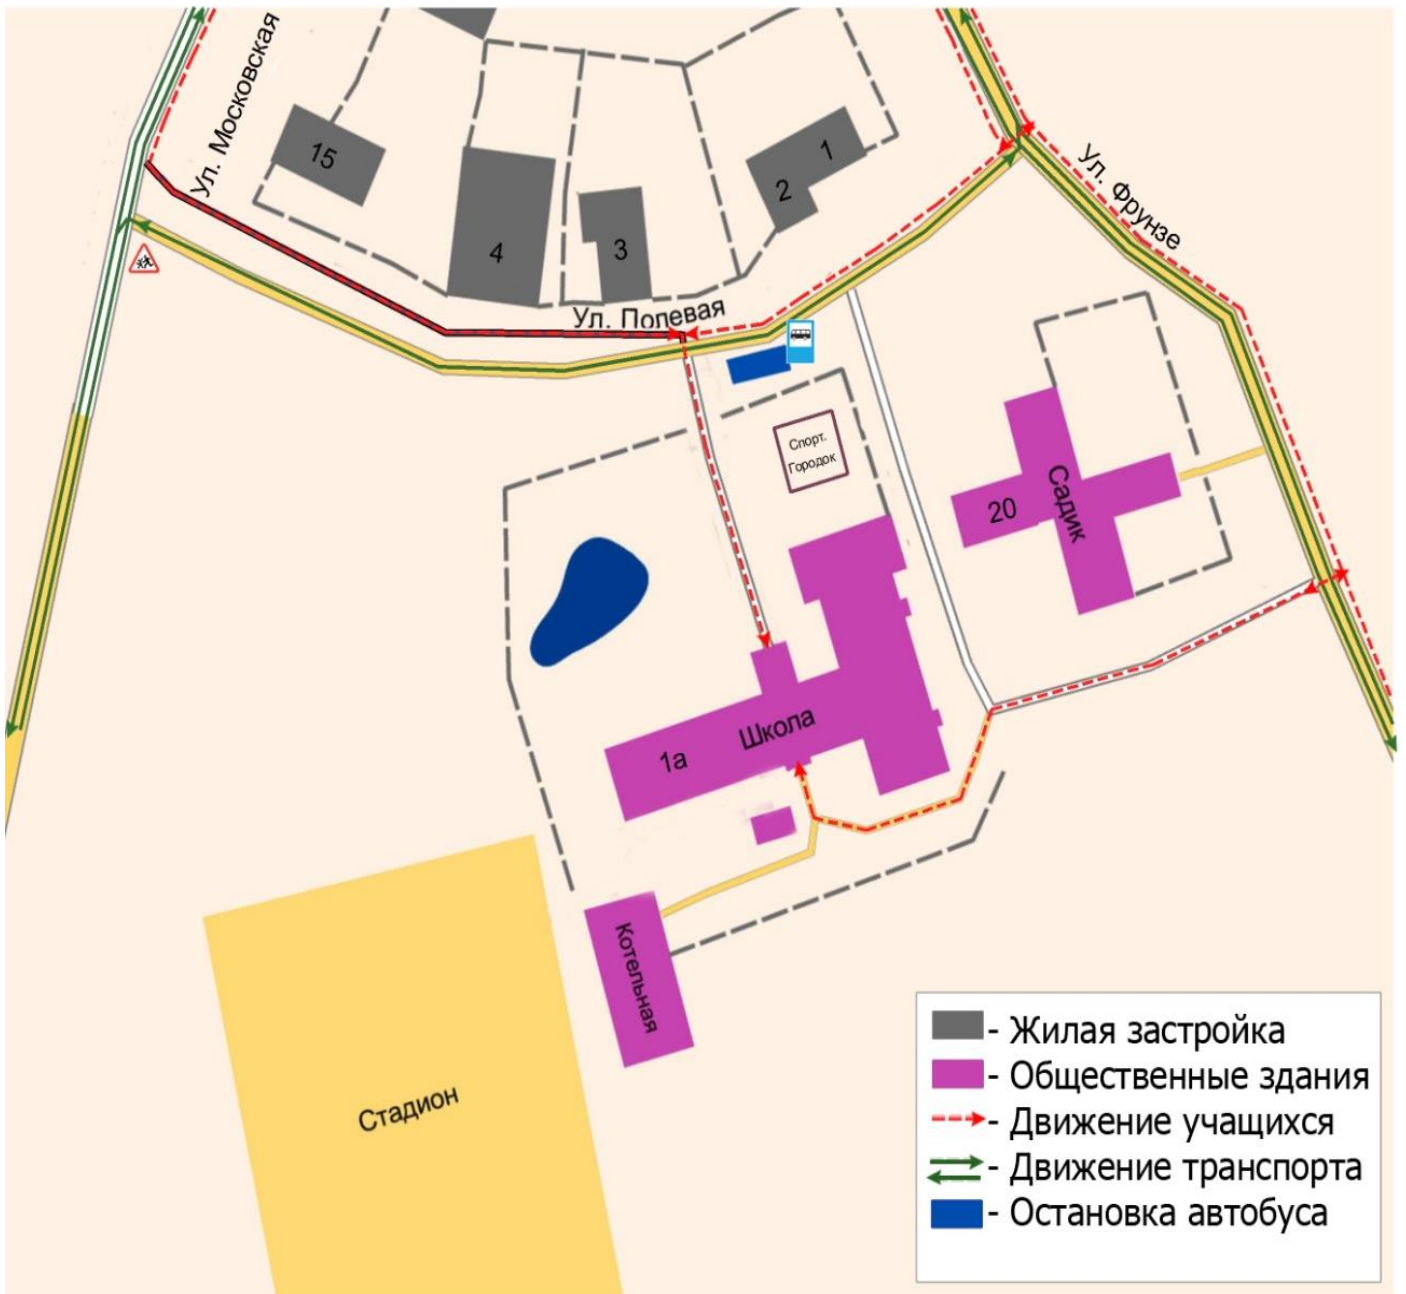 Ул. Московская
15
4
3
2
1
Ул. Полевая
Ул. Фрунзе
Спорт.
Городок
20
Садик
1а
Школа
Котельная
Стадион
- Жилая застройка
- Общественные здания
- Движение учащихся
- Движение транспорта
- Остановка автобуса